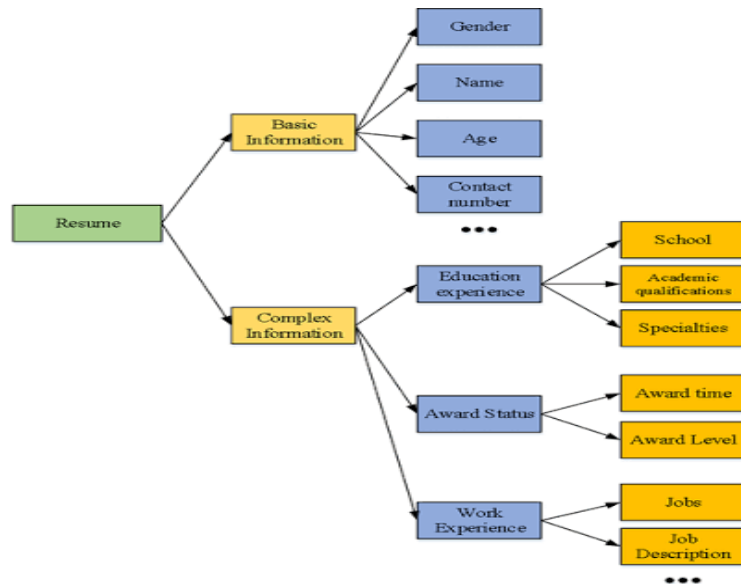 Gender
Name
Basic
Information
Age
Contact
number
•••
Resume
School
Education
experience
Academic
qualifications
Complex
Information
Specialties
Award time
Award Status
Award Level
Work
Experience
Jobs
Job
Description
•••